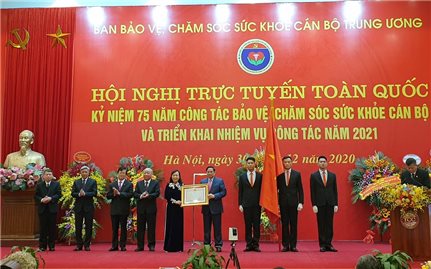 BAN BẢO VỆ, CHĂM SÓC SỨC KHỎE CÁN BỘ TRUNG ƯƠNG
HỘI NGHỊ TRỰC TUYẾN TOÀN QUỐC
KỶ NIỆM 75 NĂM CÔNG TÁC BẢO VỆ, CHĂM SÓC SỨC KHỎE CÁN BỘ
VÀ TRIỂN KHAI NHIỆM VỤ CÔNG TÁC NĂM 2021
Hà Nội, ngày 2 2020